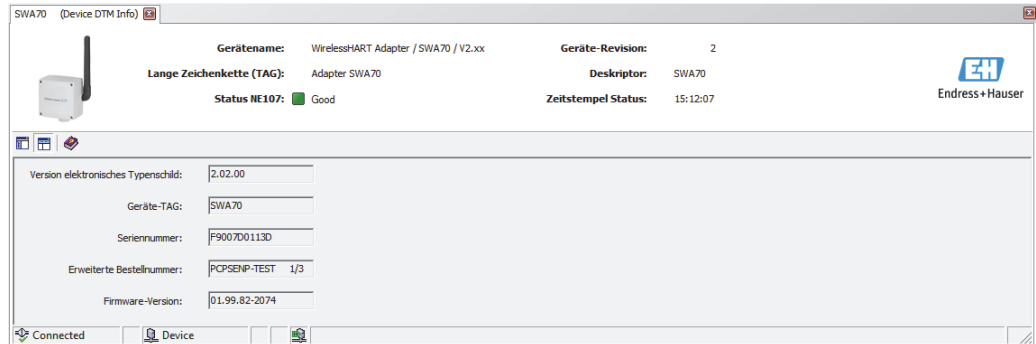 SWA70 (Device DTM Info)
Gerätename: WirelessHART Adapter / SWA70 / V2.xx Geräte-Revision: 2
Lange Zeichenkette (TAG): Adapter SWA70 Deskriptor: SWA70
Status NE107: Good Zeitstempel Status: 15:12:07
EH
Endress+Hauser
Version elektronisches Typenschild: 2.02.00
Geräte-TAG: SWA70
Seriennummer: F9007D0113D
Erweiterte Bestellnummer: PCPSENP-TEST 1/3
Firmware-Version: 01.99.82-2074
Connected Device